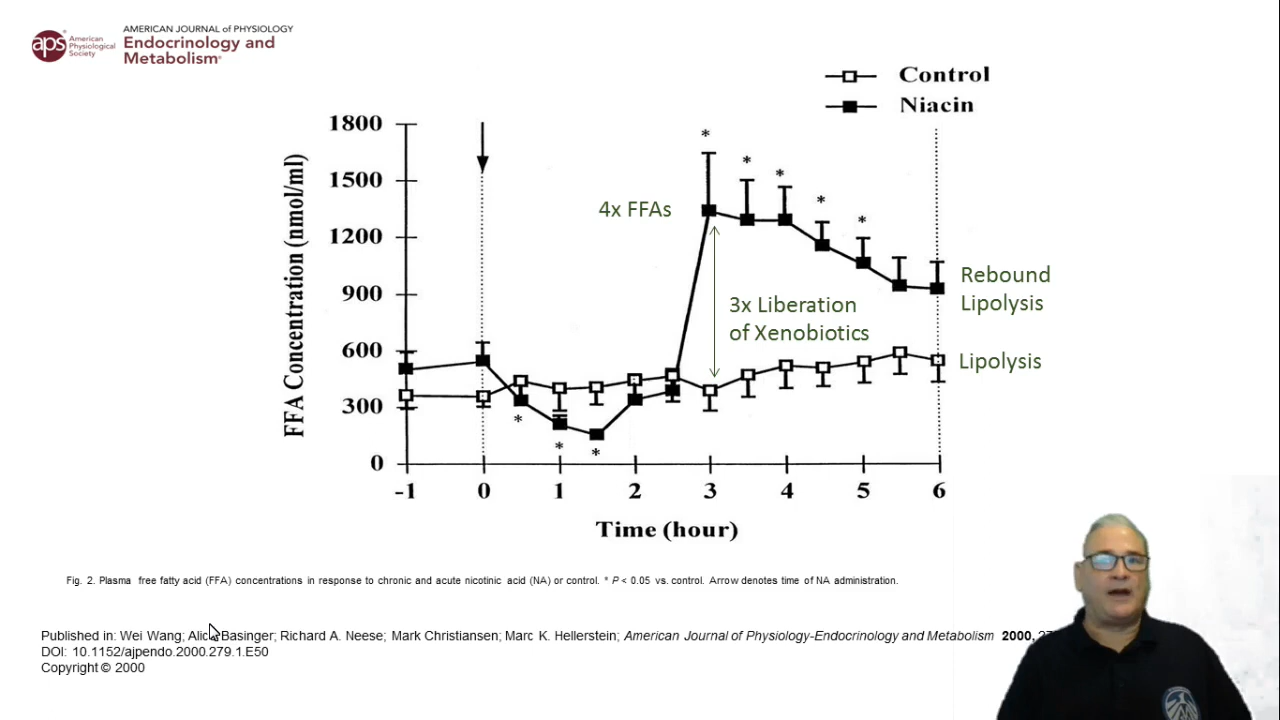 aps American Physiological Society
AMERICAN JOURNAL of PHYSIOLOGY
Endocrinology and
Metabolism
Control
Niacin
1800
1500
1200
900
600
300
0
FFA Concentration (nmol/ml)
* * * * *
* * *
4x FFAs
3x Liberation
of Xenobiotics
Rebound
Lipolysis
Lipolysis
-1 0 1 2 3 4 5 6
Time (hour)
Fig. 2. Plasma free fatty acid (FFA) concentrations in response to chronic and acute nicotinic acid (NA) or control. * P < 0.05 vs. control. Arrow denotes time of NA administration.
Published in: Wei Wang; Basinger; Richard A. Neese; Mark Christiansen; Marc K. Hellerstein; American Journal of Physiology-Endocrinology and Metabolism 2000,
DOI: 10.1152/ajpendo.2000.279.1.E50
Copyright © 2000